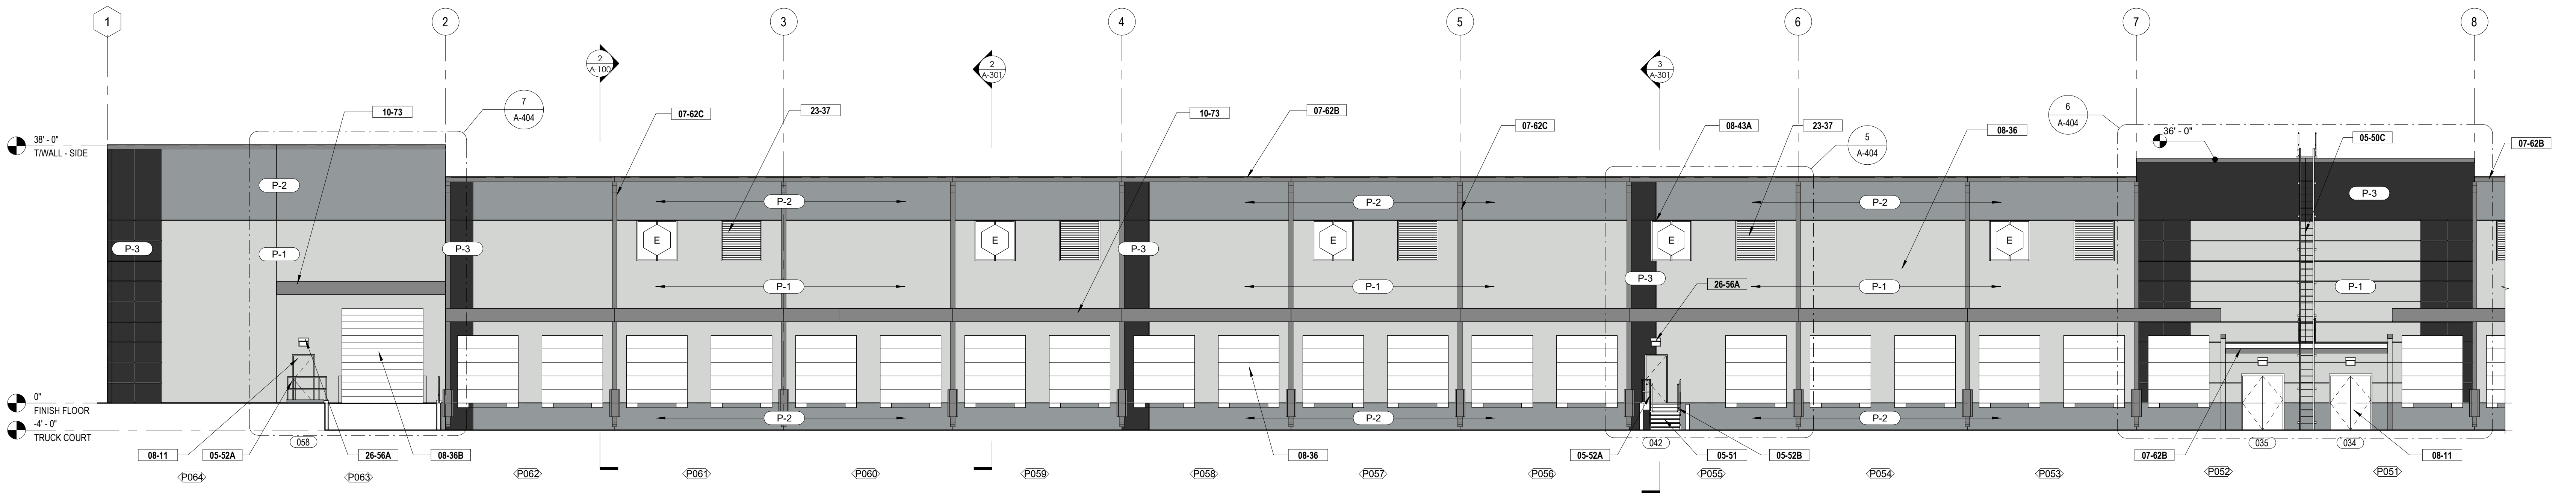 1
2
3
4
5
6
7
8
2
A-100
2
A-301
3
A-301
7
A-404
10-73
07-62C
23-37
10-73
07-62B
07-62C
08-43A
23-37
5
A-404
08-36
6
A-404
36' - 0"
05-50C
07-62B
38' - 0"
T/WALL - SIDE
P-2
P-2
P-2
P-2
P-3
P-3
P-1
P-3
E
E
P-3
E
E
E
P-3
26-56A
P-1
P-1
P-1
P-1
0"
FINISH FLOOR
-4' - 0"
TRUCK COURT
P-2
P-2
P-2
058
042
035
034
08-11
05-52A
26-56A
08-36B
08-36
05-52A
05-51
05-52B
07-62B
08-11
P064
P063
P062
P061
P060
P059
P058
P057
P056
P055
P054
P053
P052
P051